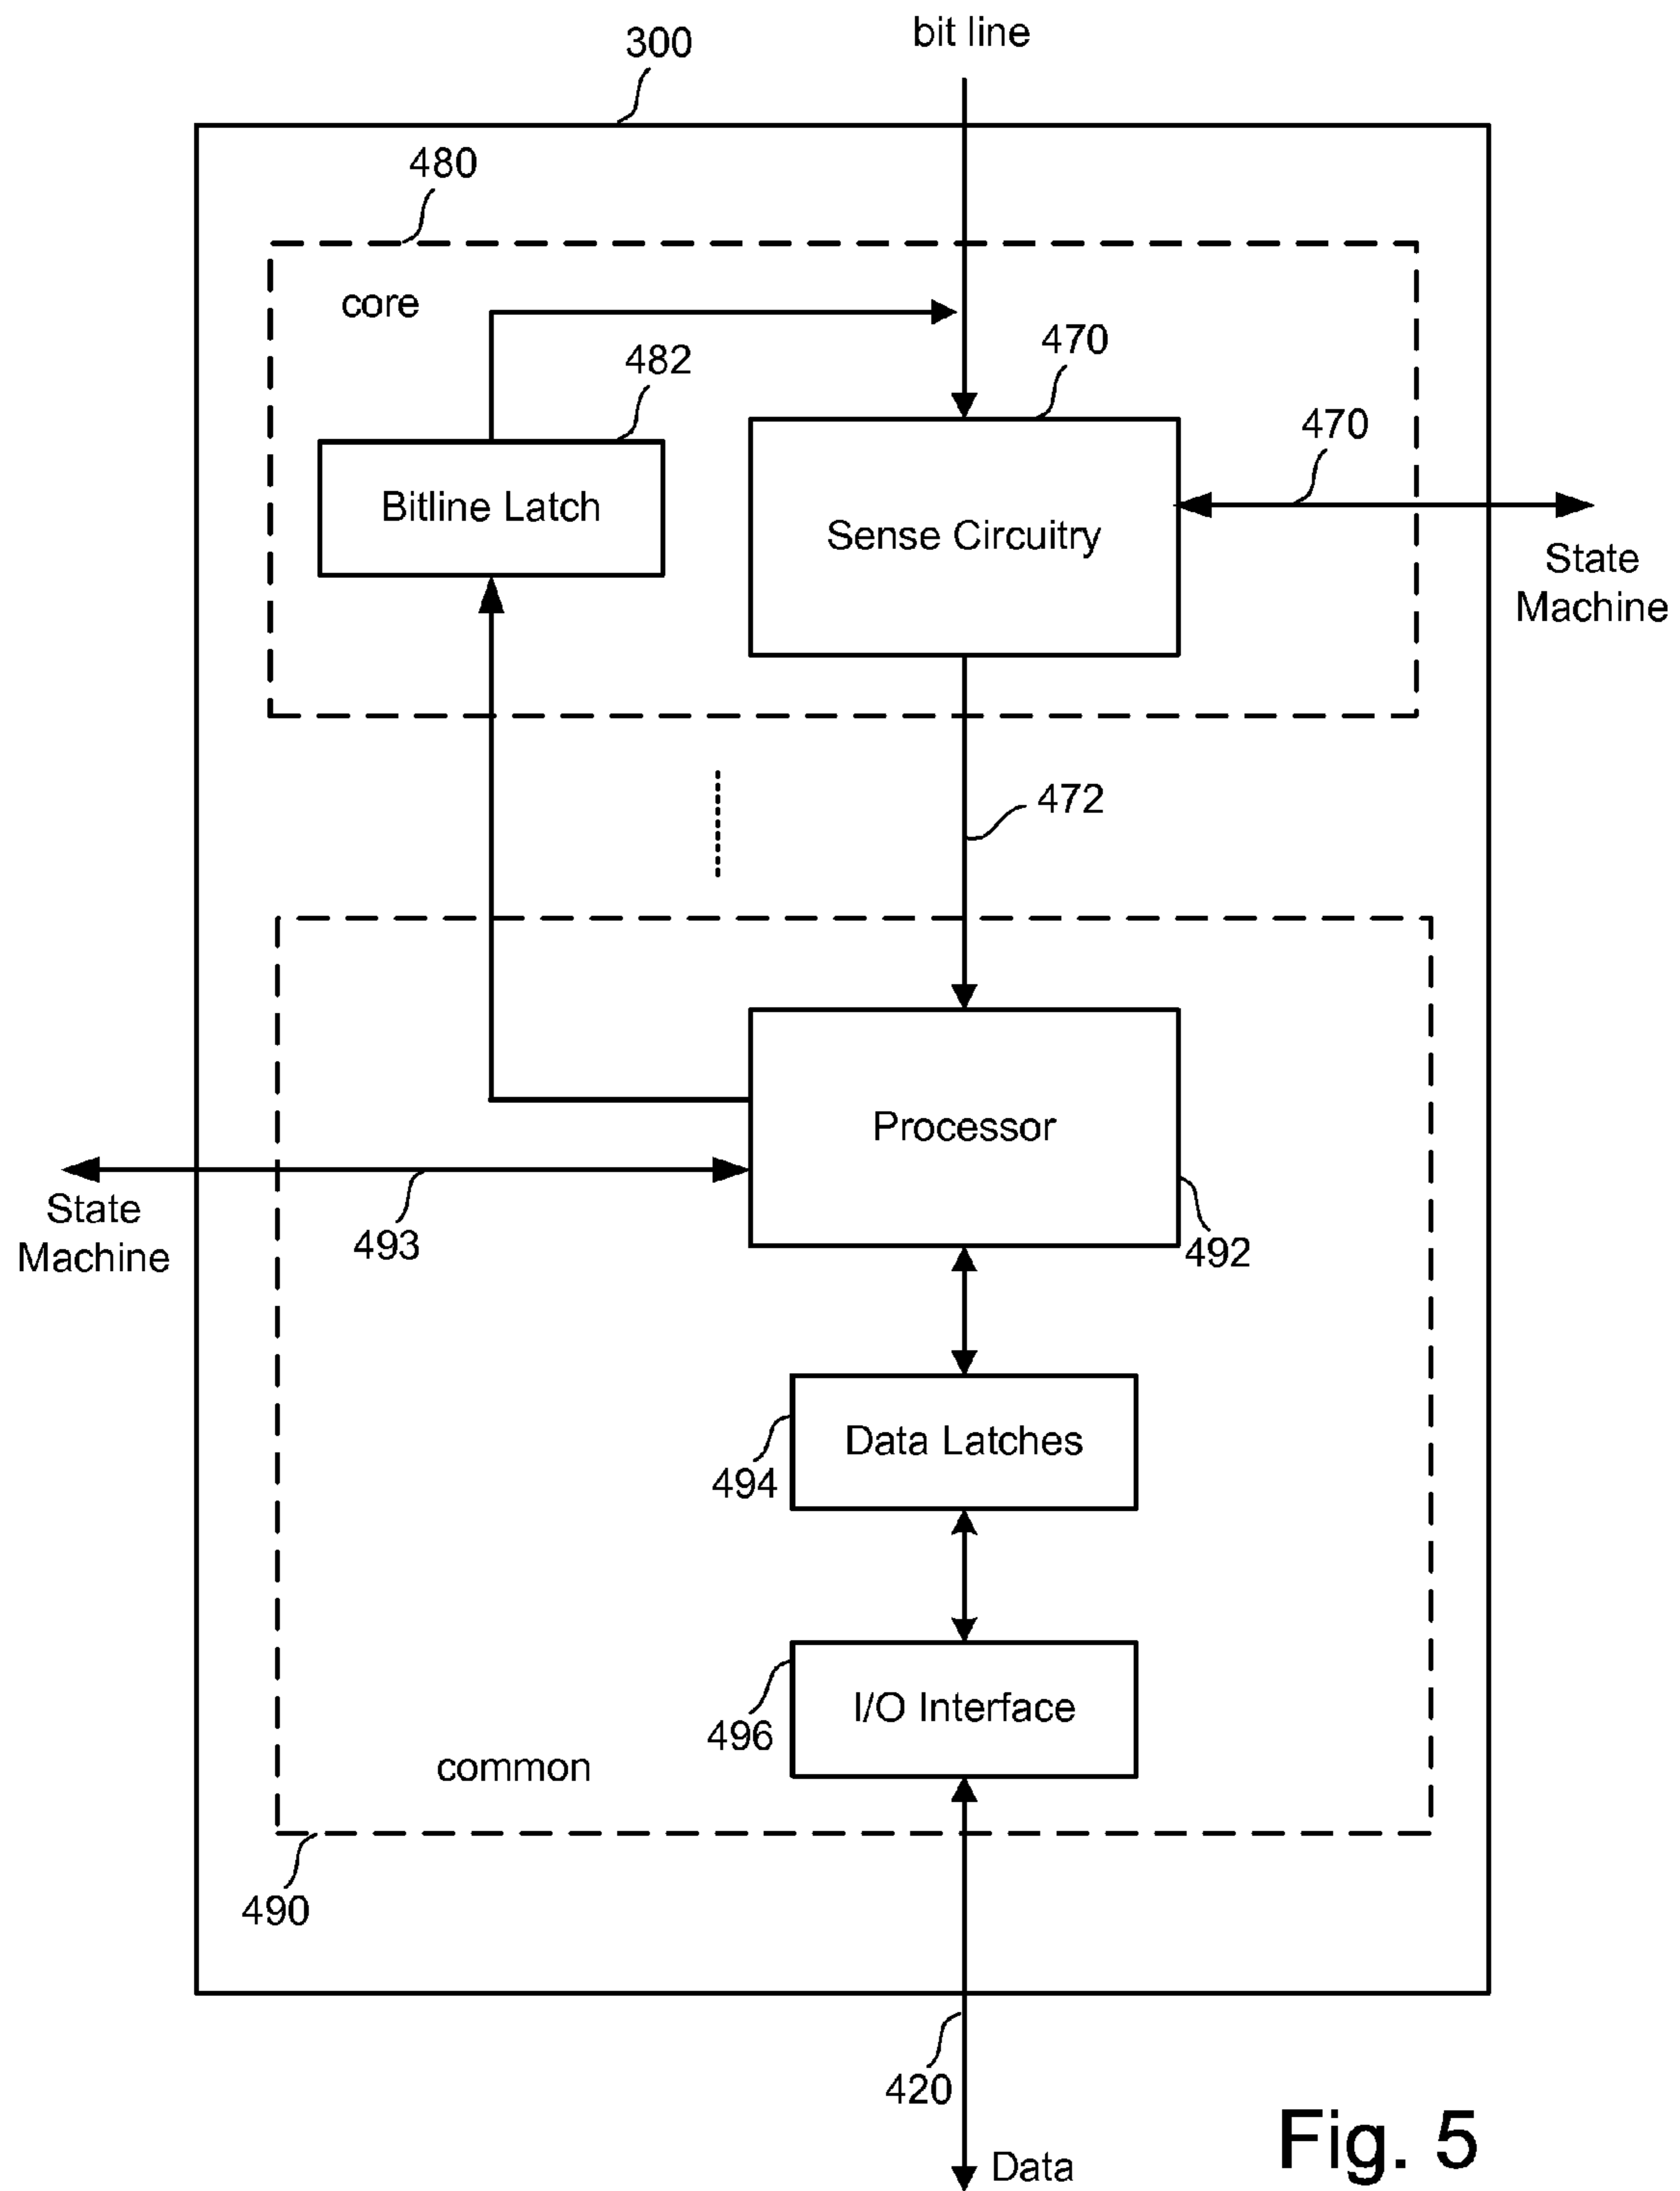 bit line
300
480
core
482
470
470
Bitline Latch
Sense Circuitry
State
Machine
472
Processor
State
Machine
493
492
Data Latches
494
I/O Interface
496
common
490
420
Data
Fig. 5